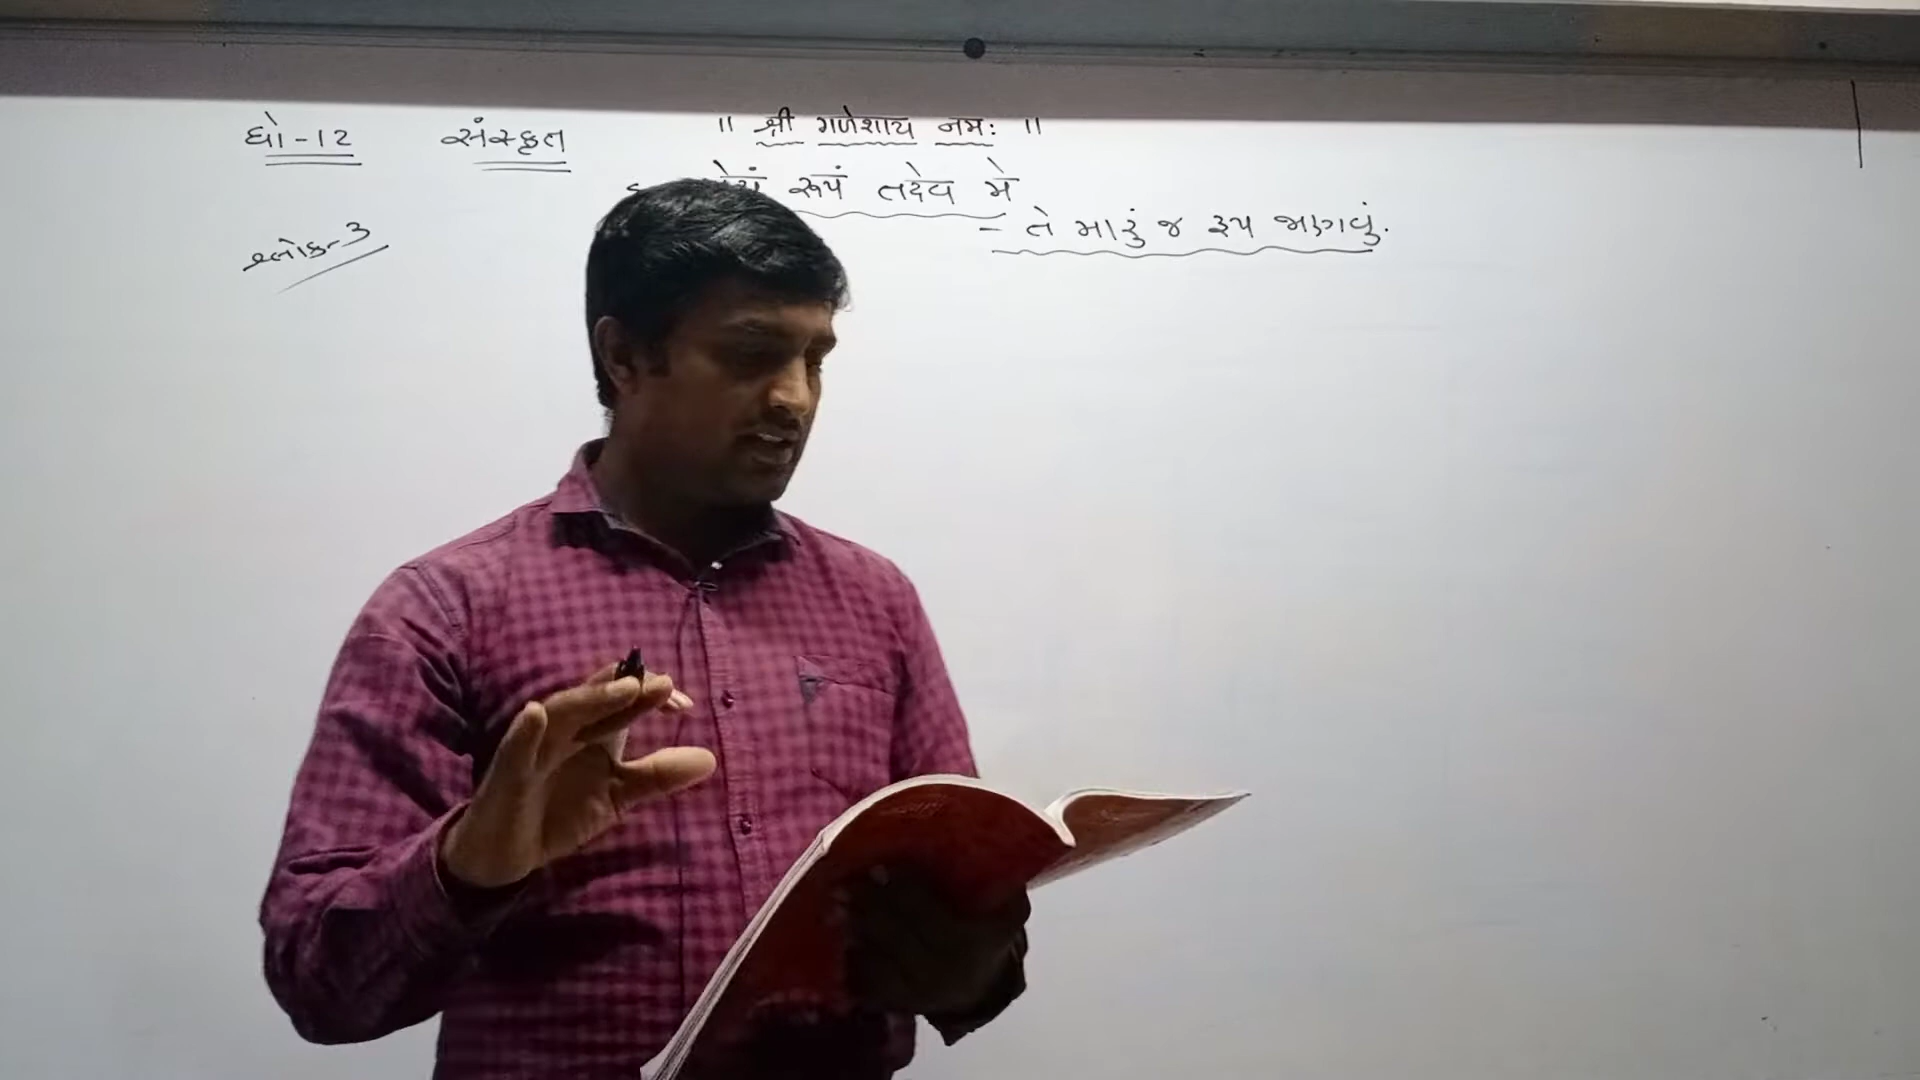 ધો-12 સંસ્કૃત
॥ શ્રી ગણેશાય નમઃ ॥
રૂપં તદેવ મે
- તે મારું જ રૂપ જાણવું.
શ્લોક-3